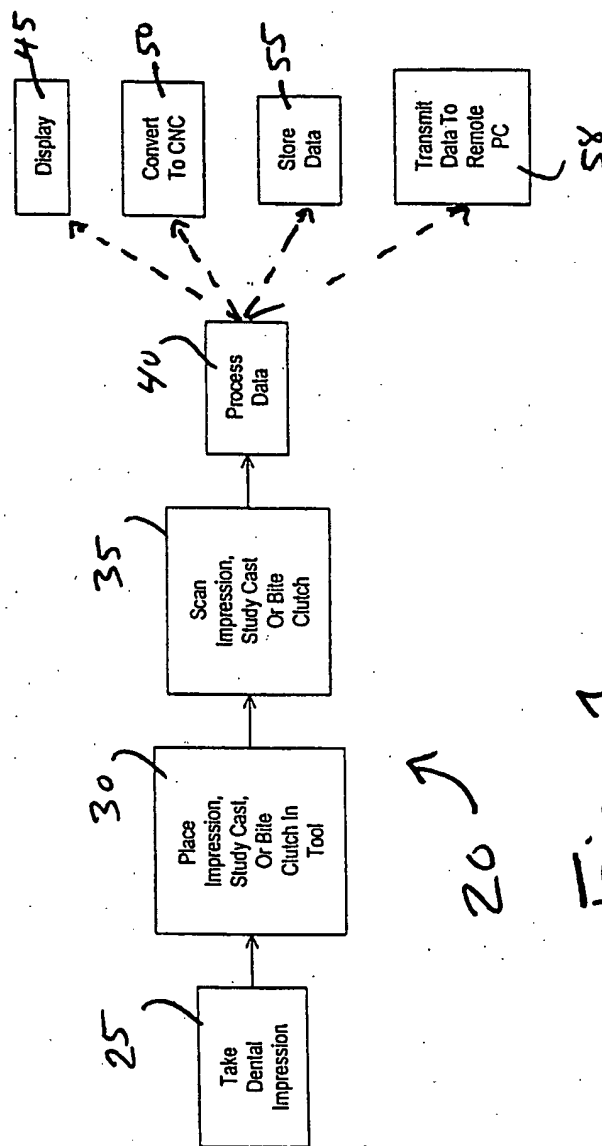 25
Take
Dental
Impression
30
Place
Impression,
Study Cast,
Or Bite
Clutch In
Tool
35
Scan
Impression,
Study Cast
Or Bite
Clutch
40
Process
Data
45
Display
50
Convert
To CNC
55
Store
Data
Transmit
Data To
Remote
PC
58
20